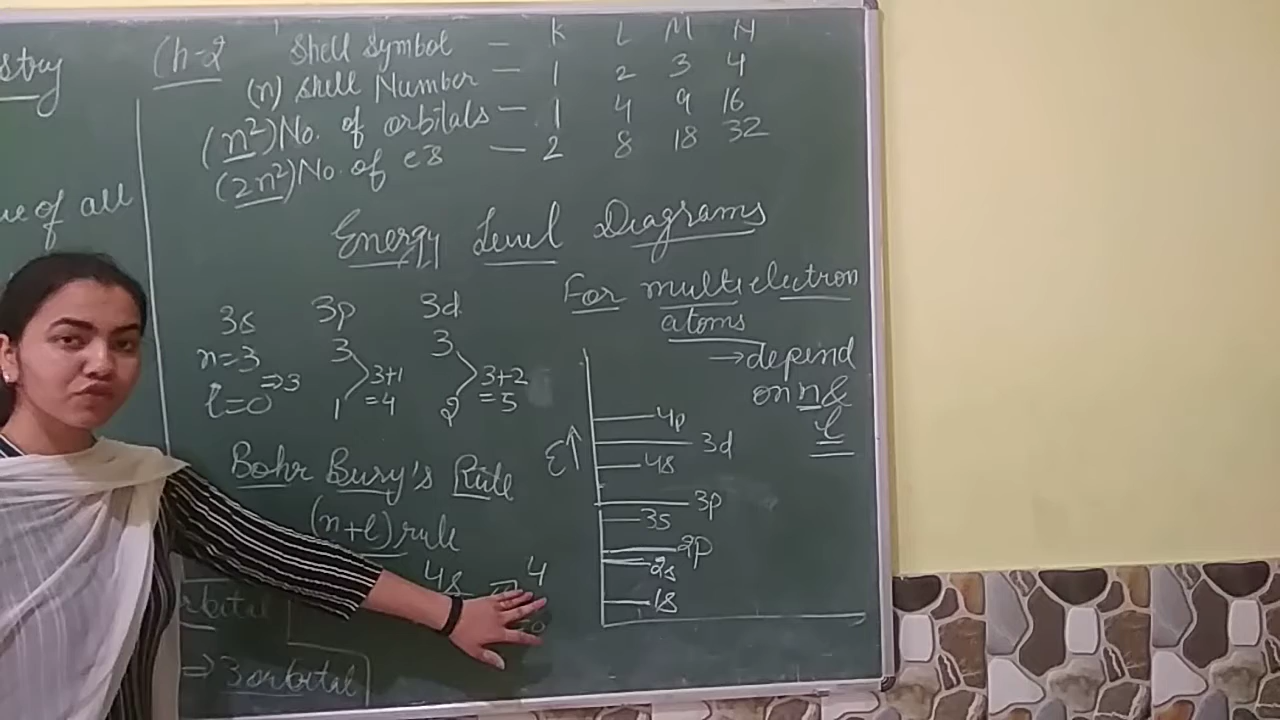 stry
ue of all
Ch-2 Shell Symbol — K L M N
(n) Shell Number — 1 2 3 4
(n²) No. of orbitals — 1 4 9 16
(2n²) No. of es — 2 8 18 32
Energy Level Diagrams
3s 3p 3d
n=3 3 3
l=0 ⇒3 1 3+1 =4 2 3+2 =5
Bohr Bury's Rule
(n+l) rule
4s ⇒ 4
rbital
⇒ 3 orbital
For multielectron
atoms
→ depend
on n &
l
E↑
4p
3d
4s
3p
3s
2p
2s
1s